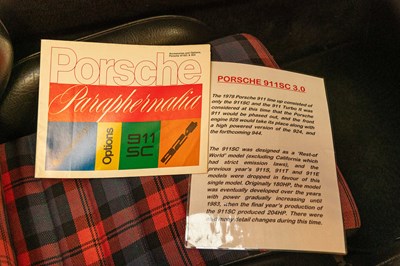 Porsche
Paraphernalia
Options
911
SC
PORSCHE 911SC 3.0
The 1978 Porsche 911 line up consisted of
only the 911SC and the 911 Turbo it was
considered at this time that the Porsche
911 would be phased out, and the front
engine 928 would take its place along with
a high powered version of the 924, and
the forthcoming 944.
The 911SC was designed as a "Rest-of
World" model (excluding California which
had strict emission laws), and the
previous year's 911S, 911T and 911E
models were dropped in favour of this
single model. Originally 180HP, the model
was eventually developed over the years
with power gradually increasing until
1983, when the final year's production of
the 911SC produced 204HP. There were
many detail changes during this time.